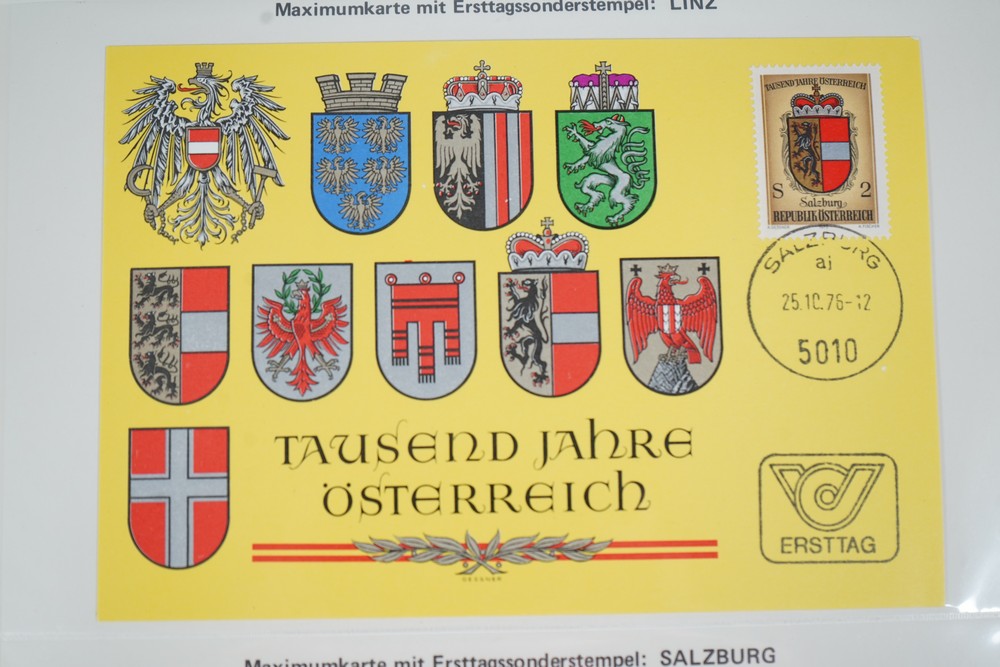 Maximumkarte mit Ersttagssonderstempel: LINZ
TAUSEND JAHRE ÖSTERREICH
S 2
Salzburg
REPUBLIK ÖSTERREICH
SALZBURG
aj
25.10.76-12
5010
TAUSEND JAHRE
ÖSTERREICH
ERSTTAG
Maximumkarte mit Ersttagssonderstempel: SALZBURG